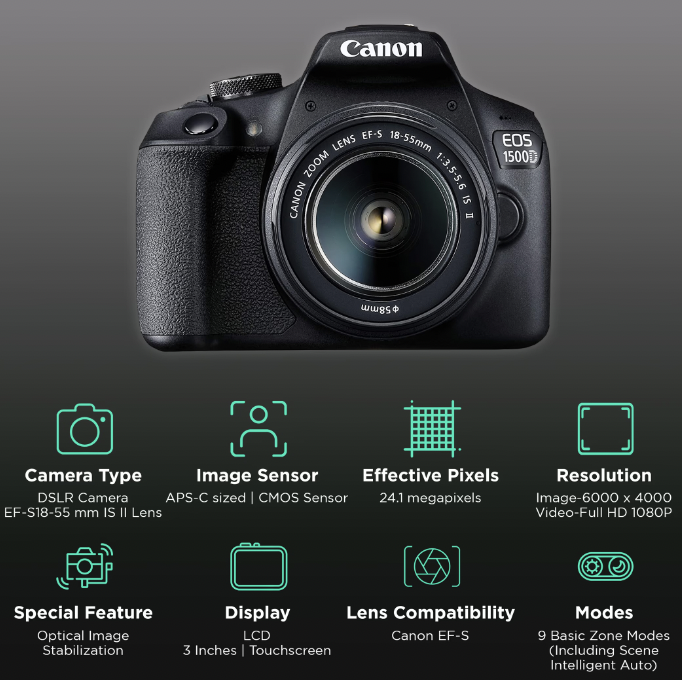 Canon
EOS
1500D
CANON ZOOM LENS EF-S 18-55mm 1:3.5-5.6 IS II
ϕ58mm
Camera Type
DSLR Camera
EF-S18-55 mm IS II Lens
Image Sensor
APS-C sized | CMOS Sensor
Effective Pixels
24.1 megapixels
Resolution
Image-6000 x 4000
Video-Full HD 1080P
Special Feature
Optical Image
Stabilization
Display
LCD
3 Inches | Touchscreen
Lens Compatibility
Canon EF-S
Modes
9 Basic Zone Modes
(Including Scene
Intelligent Auto)